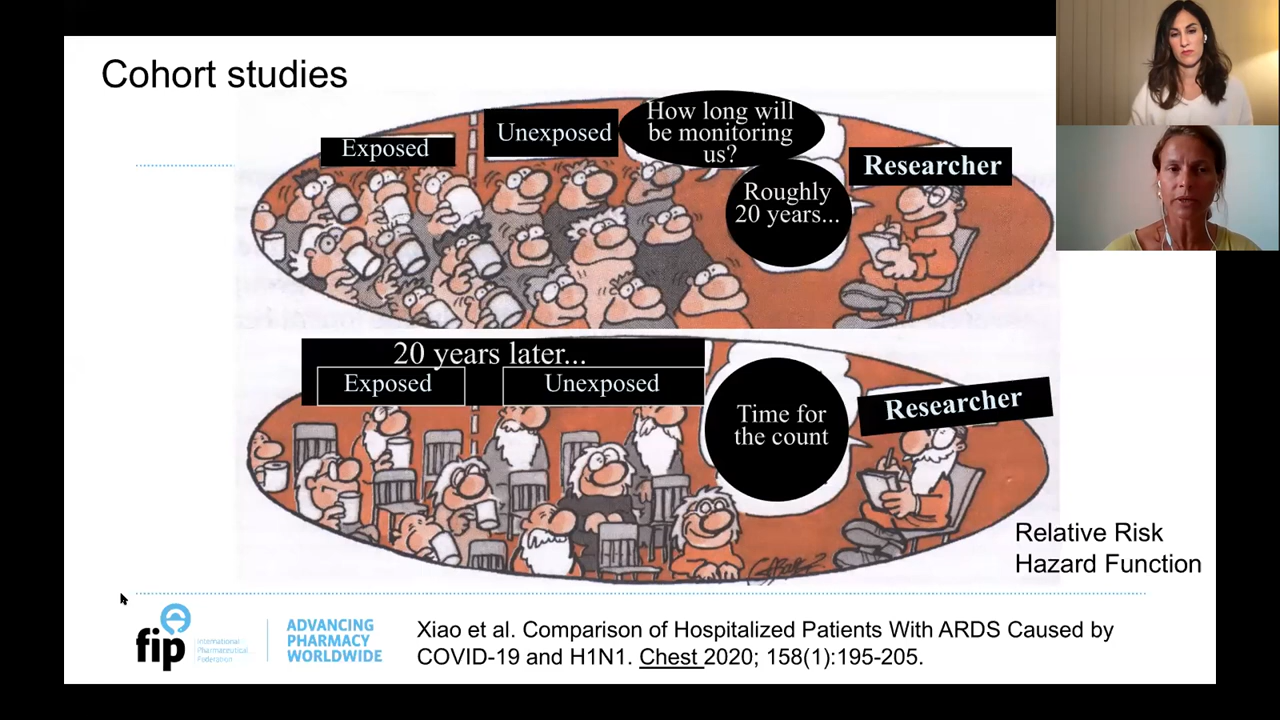 Cohort studies
Exposed
Unexposed
How long will
be monitoring
us?
Roughly
20 years...
Researcher
20 years later...
Exposed
Unexposed
Time for
the count
Researcher
Relative Risk
Hazard Function
fip
International
Pharmaceutical
Federation
ADVANCING
PHARMACY
WORLDWIDE
Xiao et al. Comparison of Hospitalized Patients With ARDS Caused by
COVID-19 and H1N1. Chest 2020; 158(1):195-205.